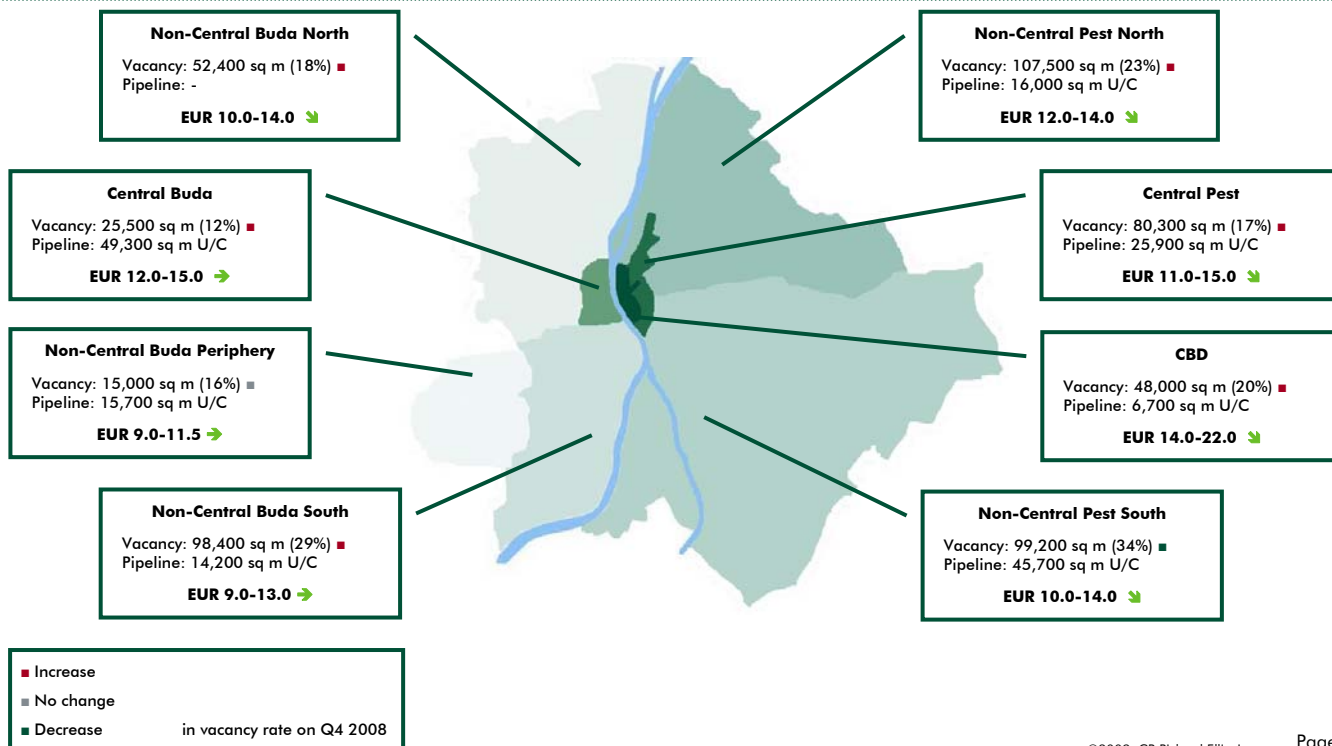 Non-Central Buda North
Vacancy: 52,400 sq m (18%)
Pipeline: -
EUR 10.0-14.0
Non-Central Pest North
Vacancy: 107,500 sq m (23%)
Pipeline: 16,000 sq m U/C
EUR 12.0-14.0
Central Buda
Vacancy: 25,500 sq m (12%)
Pipeline: 49,300 sq m U/C
EUR 12.0-15.0
Central Pest
Vacancy: 80,300 sq m (17%)
Pipeline: 25,900 sq m U/C
EUR 11.0-15.0
Non-Central Buda Periphery
Vacancy: 15,000 sq m (16%)
Pipeline: 15,700 sq m U/C
EUR 9.0-11.5
CBD
Vacancy: 48,000 sq m (20%)
Pipeline: 6,700 sq m U/C
EUR 14.0-22.0
Non-Central Buda South
Vacancy: 98,400 sq m (29%)
Pipeline: 14,200 sq m U/C
EUR 9.0-13.0
Non-Central Pest South
Vacancy: 99,200 sq m (34%)
Pipeline: 45,700 sq m U/C
EUR 10.0-14.0
Increase
No change
Decrease in vacancy rate on Q4 2008
Page